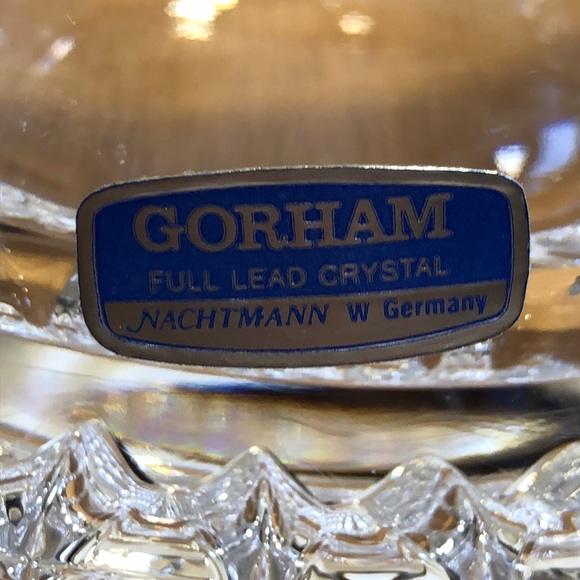 GORHAM
FULL LEAD CRYSTAL
NACHTMANN W Germany